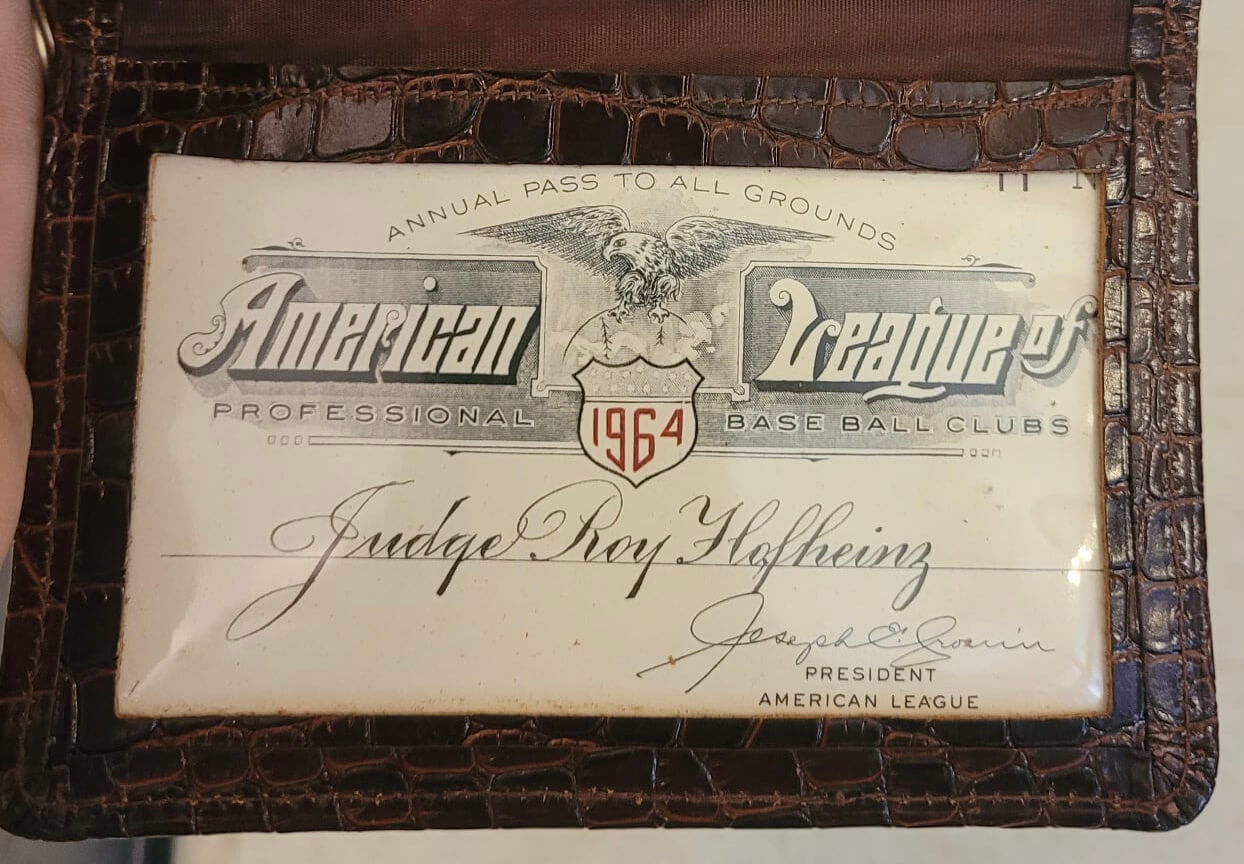 ANNUAL PASS TO ALL GROUNDS
American League of
PROFESSIONAL BASE BALL CLUBS
1964
Judge Roy Hofheinz
Joseph E. Cronin
PRESIDENT
AMERICAN LEAGUE